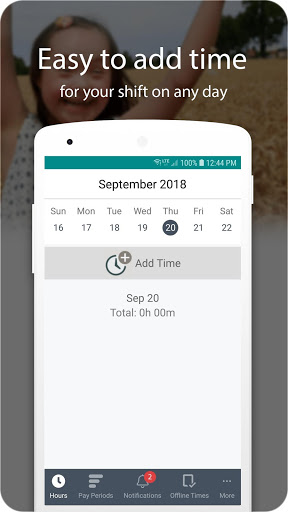 Easy to add time
for your shift on any day
LTE 100% 12:44 PM
September 2018
Sun Mon Tue Wed Thu Fri Sat
16 17 18 19 20 21 22
Add Time
Sep 20
Total: 0h 00m
2
Hours Pay Periods Notifications Offline Times More